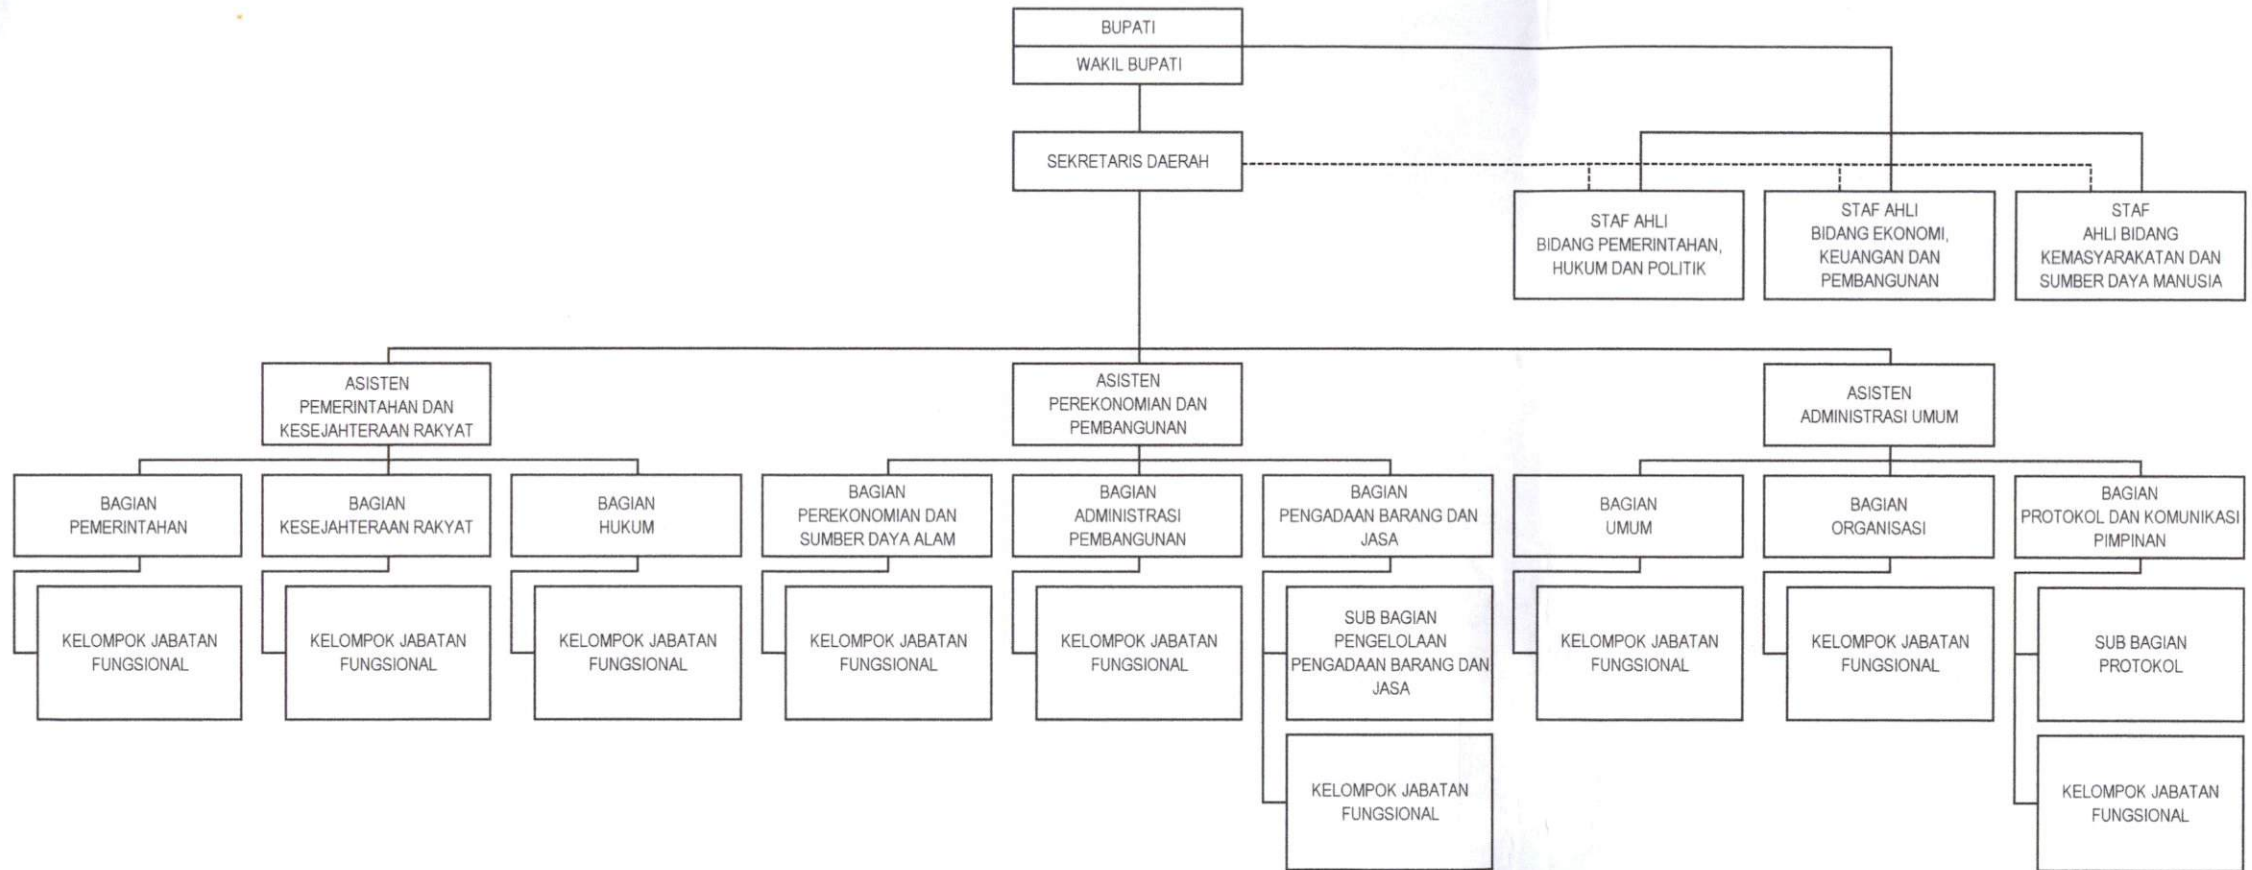 BUPATI
WAKIL BUPATI
SEKRETARIS DAERAH
STAF AHLI
BIDANG PEMERINTAHAN,
HUKUM DAN POLITIK
STAF AHLI
BIDANG EKONOMI,
KEUANGAN DAN
PEMBANGUNAN
STAF
AHLI BIDANG
KEMASYARAKATAN DAN
SUMBER DAYA MANUSIA
ASISTEN
PEMERINTAHAN DAN
KESEJAHTERAAN RAKYAT
ASISTEN
PEREKONOMIAN DAN
PEMBANGUNAN
ASISTEN
ADMINISTRASI UMUM
BAGIAN
PEMERINTAHAN
BAGIAN
KESEJAHTERAAN RAKYAT
BAGIAN
HUKUM
BAGIAN
PEREKONOMIAN DAN
SUMBER DAYA ALAM
BAGIAN
ADMINISTRASI
PEMBANGUNAN
BAGIAN
PENGADAAN BARANG DAN
JASA
BAGIAN
UMUM
BAGIAN
ORGANISASI
BAGIAN
PROTOKOL DAN KOMUNIKASI
PIMPINAN
KELOMPOK JABATAN
FUNGSIONAL
KELOMPOK JABATAN
FUNGSIONAL
KELOMPOK JABATAN
FUNGSIONAL
KELOMPOK JABATAN
FUNGSIONAL
KELOMPOK JABATAN
FUNGSIONAL
SUB BAGIAN
PENGELOLAAN
PENGADAAN BARANG DAN
JASA
KELOMPOK JABATAN
FUNGSIONAL
KELOMPOK JABATAN
FUNGSIONAL
SUB BAGIAN
PROTOKOL
KELOMPOK JABATAN
FUNGSIONAL
KELOMPOK JABATAN
FUNGSIONAL